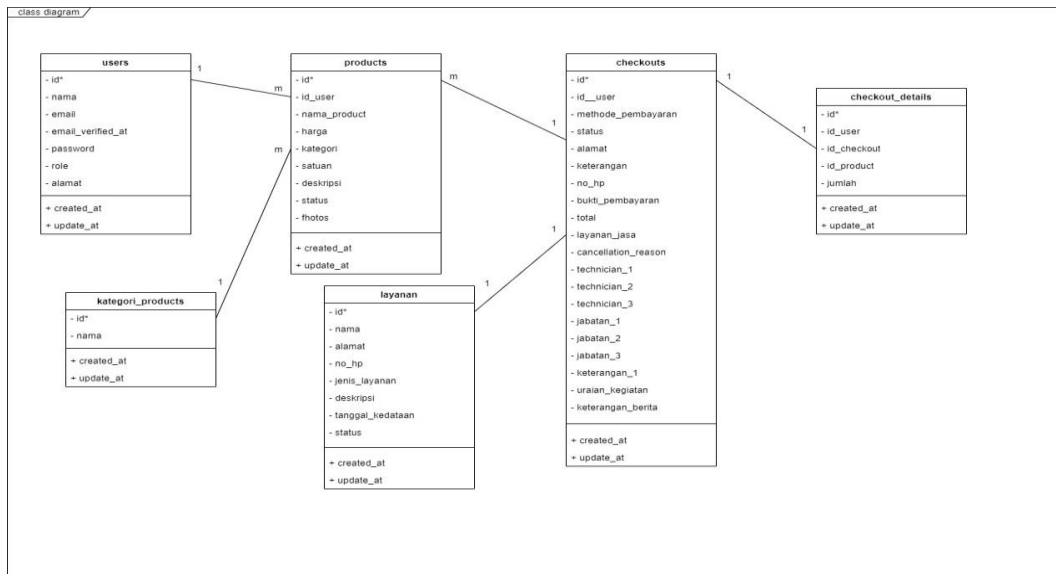 class diagram
users
- id*
- nama
- email
- email_verified_at
- password
- role
- alamat
+ created_at
+ update_at
1
m
products
- id*
- id_user
- nama_product
- harga
- kategori
- satuan
- deskripsi
- status
- fhotos
+ created_at
+ update_at
m
1
kategori_products
- id*
- nama
+ created_at
+ update_at
m
1
layanan
- id*
- nama
- alamat
- no_hp
- jenis_layanan
- deskripsi
- tanggal_kedataan
- status
+ created_at
+ update_at
1
1
checkouts
- id*
- id__user
- methode_pembayaran
- status
- alamat
- keterangan
- no_hp
- bukti_pembayaran
- total
- layanan_jasa
- cancellation_reason
- technician_1
- technician_2
- technician_3
- jabatan_1
- jabatan_2
- jabatan_3
- keterangan_1
- uraian_kegiatan
- keterangan_berita
+ created_at
+ update_at
1
1
checkout_details
- id*
- id_user
- id_checkout
- id_product
- jumlah
+ created_at
+ update_at